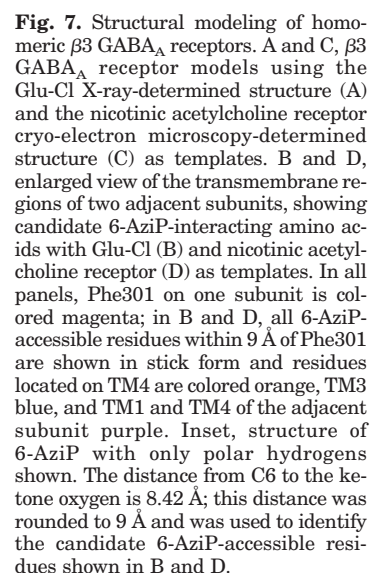 Fig. 7. Structural modeling of homo-
meric β3 GABAA receptors. A and C, β3
GABAA receptor models using the
Glu-Cl X-ray-determined structure (A)
and the nicotinic acetylcholine receptor
cryo-electron microscopy-determined
structure (C) as templates. B and D,
enlarged view of the transmembrane re-
gions of two adjacent subunits, showing
candidate 6-AziP-interacting amino ac-
ids with Glu-Cl (B) and nicotinic acetyl-
choline receptor (D) as templates. In all
panels, Phe301 on one subunit is col-
ored magenta; in B and D, all 6-AziP-
accessible residues within 9 Å of Phe301
are shown in stick form and residues
located on TM4 are colored orange, TM3
blue, and TM1 and TM4 of the adjacent
subunit purple. Inset, structure of
6-AziP with only polar hydrogens
shown. The distance from C6 to the ke-
tone oxygen is 8.42 Å; this distance was
rounded to 9 Å and was used to identify
the candidate 6-AziP-accessible resi-
dues shown in B and D.